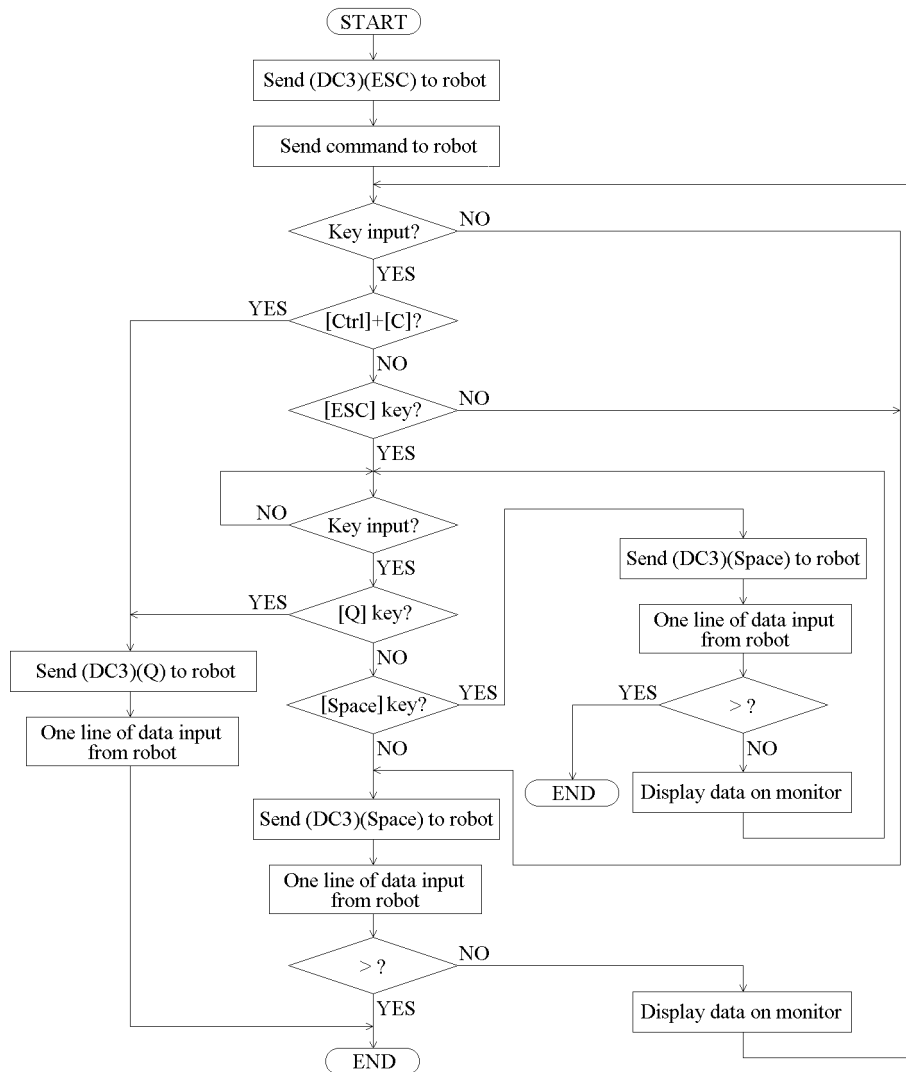 START
Send (DC3)(ESC) to robot
Send command to robot
Key input?
NO
YES
[Ctrl]+[C]?
YES
NO
[ESC] key?
NO
YES
Key input?
NO
YES
[Q] key?
YES
NO
[Space] key?
YES
NO
Send (DC3)(Space) to robot
One line of data input
from robot
> ?
YES
NO
END
Display data on monitor
Send (DC3)(Q) to robot
One line of data input
from robot
Send (DC3)(Space) to robot
One line of data input
from robot
> ?
NO
YES
Display data on monitor
END